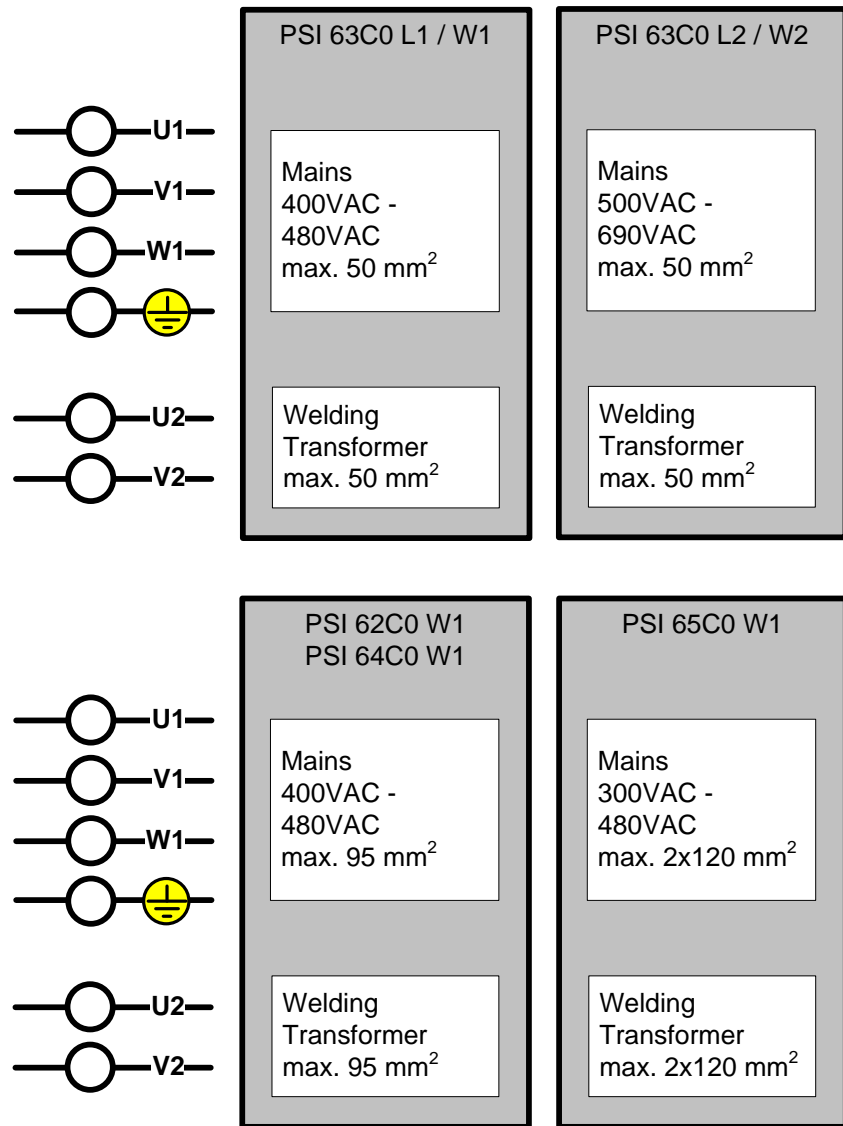 PSI 63C0 L1 / W1
PSI 63C0 L2 / W2
U1
V1
W1
U2
V2
Mains
400VAC -
480VAC
max. 50 mm²
Welding
Transformer
max. 50 mm²
Mains
500VAC -
690VAC
max. 50 mm²
Welding
Transformer
max. 50 mm²
PSI 62C0 W1
PSI 64C0 W1
PSI 65C0 W1
U1
V1
W1
U2
V2
Mains
400VAC -
480VAC
max. 95 mm²
Welding
Transformer
max. 95 mm²
Mains
300VAC -
480VAC
max. 2x120 mm²
Welding
Transformer
max. 2x120 mm²